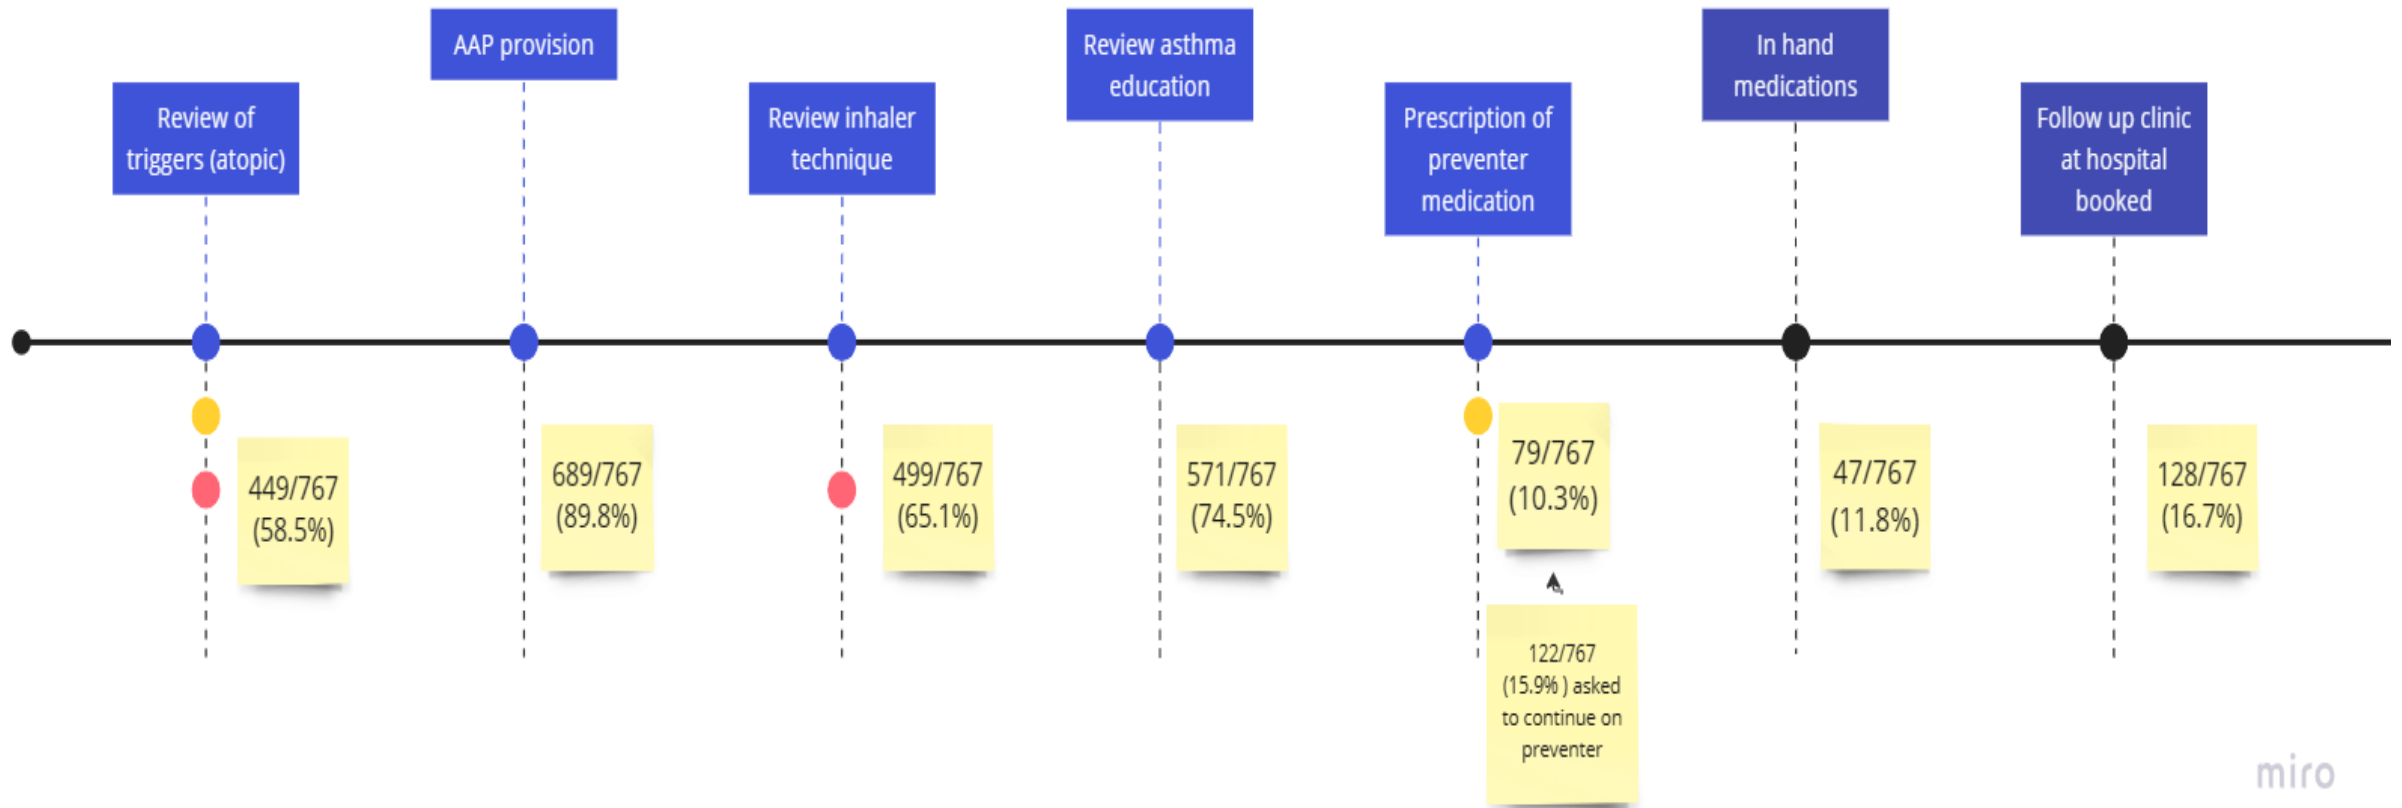 Review of
triggers (atopic)
AAP provision
Review inhaler
technique
Review asthma
education
Prescription of
preventer
medication
In hand
medications
Follow up clinic
at hospital
booked
449/767
(58.5%)
689/767
(89.8%)
499/767
(65.1%)
571/767
(74.5%)
79/767
(10.3%)
122/767
(15.9% ) asked
to continue on
preventer
47/767
(11.8%)
128/767
(16.7%)
miro